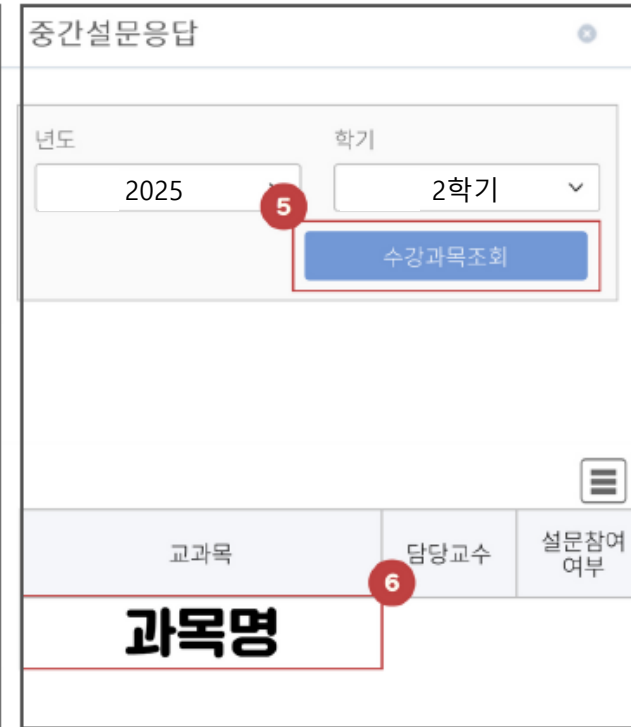 중간설문응답
년도
학기
2025
2학기
5
수강과목조회
교과목
담당교수
설문참여
여부
6
과목명